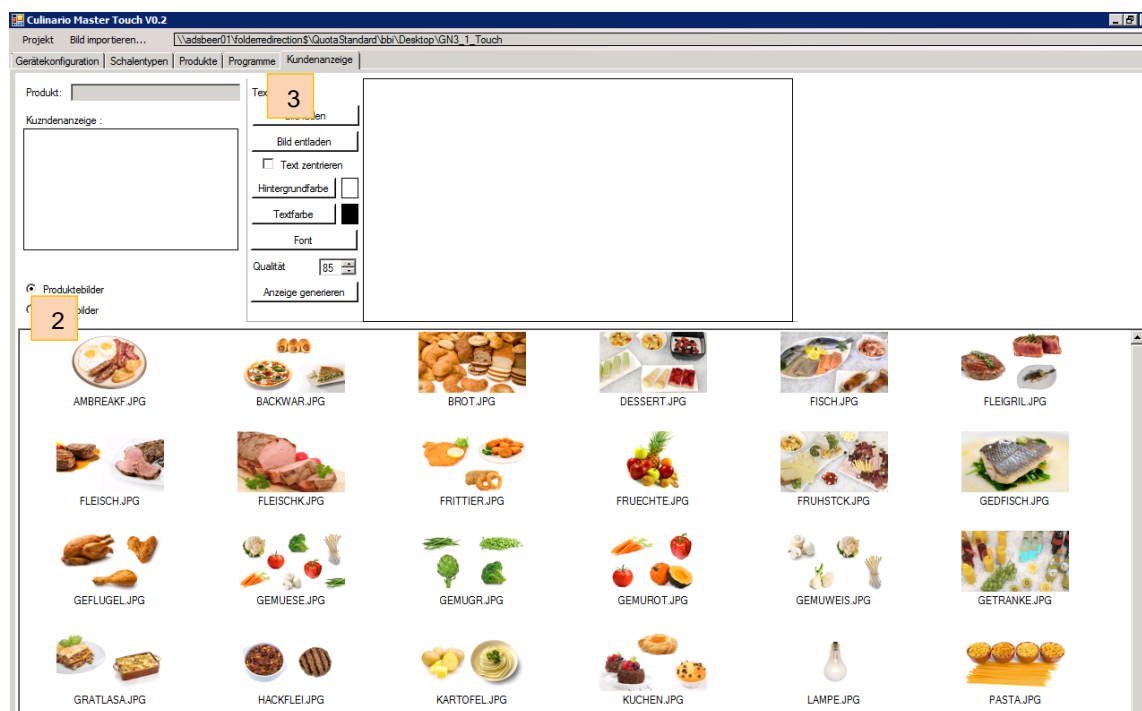 Culinario Master Touch V0.2
Projekt Bild importieren... \\adsbeer01\folderredirection$\QuotaStandard\bbi\Desktop\GN3_1_Touch
Gerätekonfiguration Schalentypen Produkte Programme Kundenanzeige
Produkt:
Kuzndenanzeige :
Tex
3
Bild entladen
Text zentrieren
Hintergrundfarbe
Textfarbe
Font
Qualität 85
Anzeige generieren
Produktebilder
2
bilder
AMBREAKF.JPG BACKWAR.JPG BROT.JPG DESSERT.JPG FISCH.JPG FLEIGRIL.JPG
FLEISCH.JPG FLEISCHK.JPG FRITTIER.JPG FRUECHTE.JPG FRUHSTCK.JPG GEDFISCH.JPG
GEFLUGEL.JPG GEMUESE.JPG GEMUGR.JPG GEMUROT.JPG GEMUWEIS.JPG GETRANKE.JPG
GRATLASA.JPG HACKFLEI.JPG KARTOFEL.JPG KUCHEN.JPG LAMPE.JPG PASTA.JPG